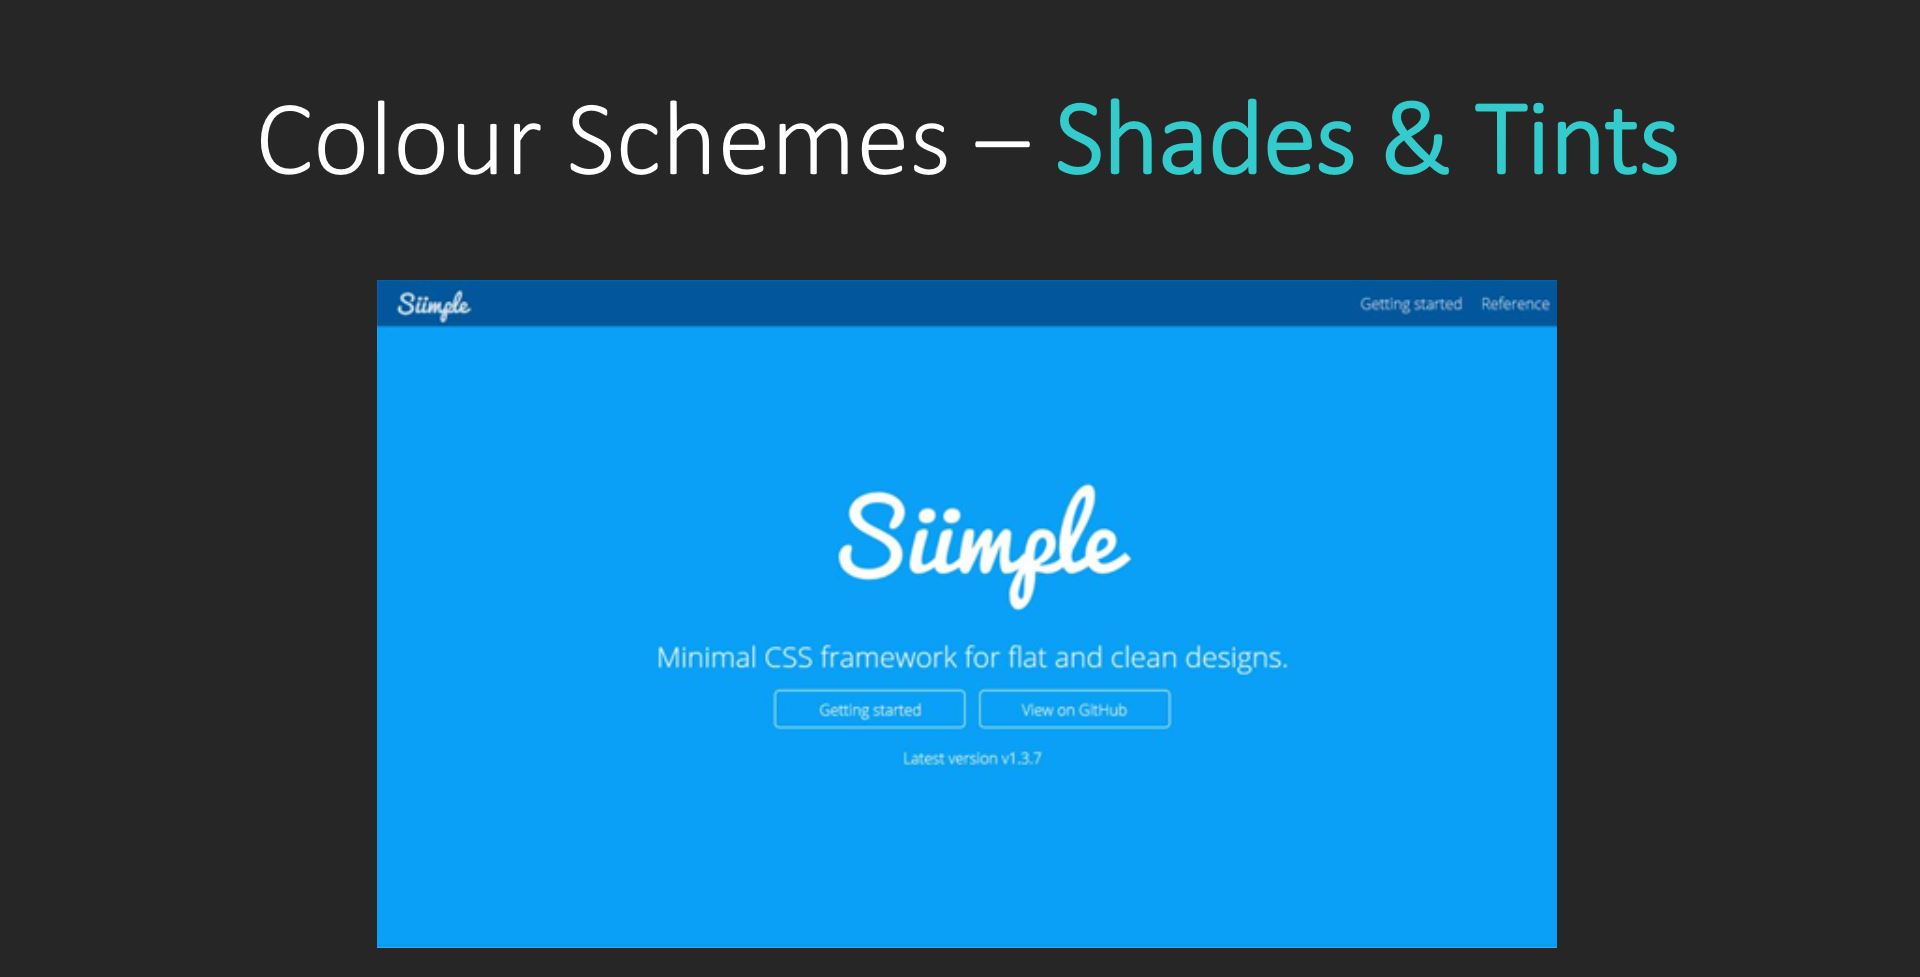 Colour Schemes – Shades & Tints
Siimple
Getting started Reference
Siimple
Minimal CSS framework for flat and clean designs.
Getting started View on GitHub
Latest version v1.3.7